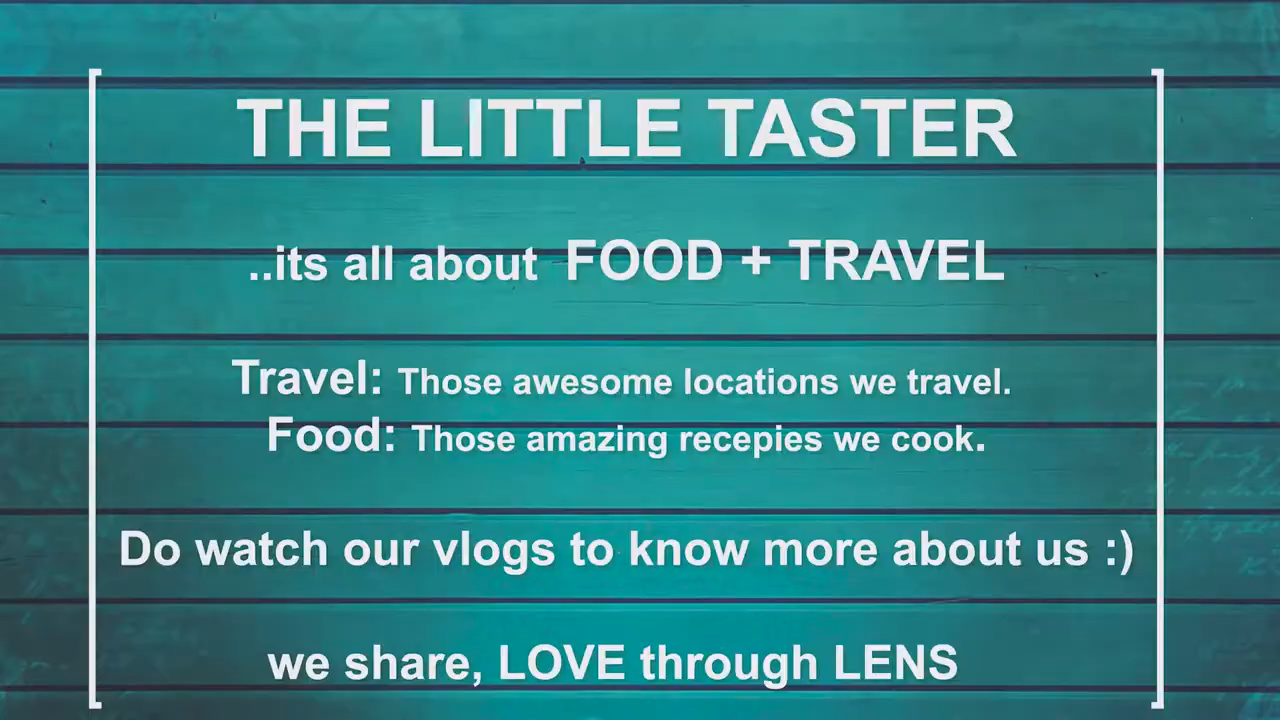 THE LITTLE TASTER
..its all about FOOD + TRAVEL
Travel: Those awesome locations we travel.
Food: Those amazing recepies we cook.
Do watch our vlogs to know more about us :)
we share, LOVE through LENS